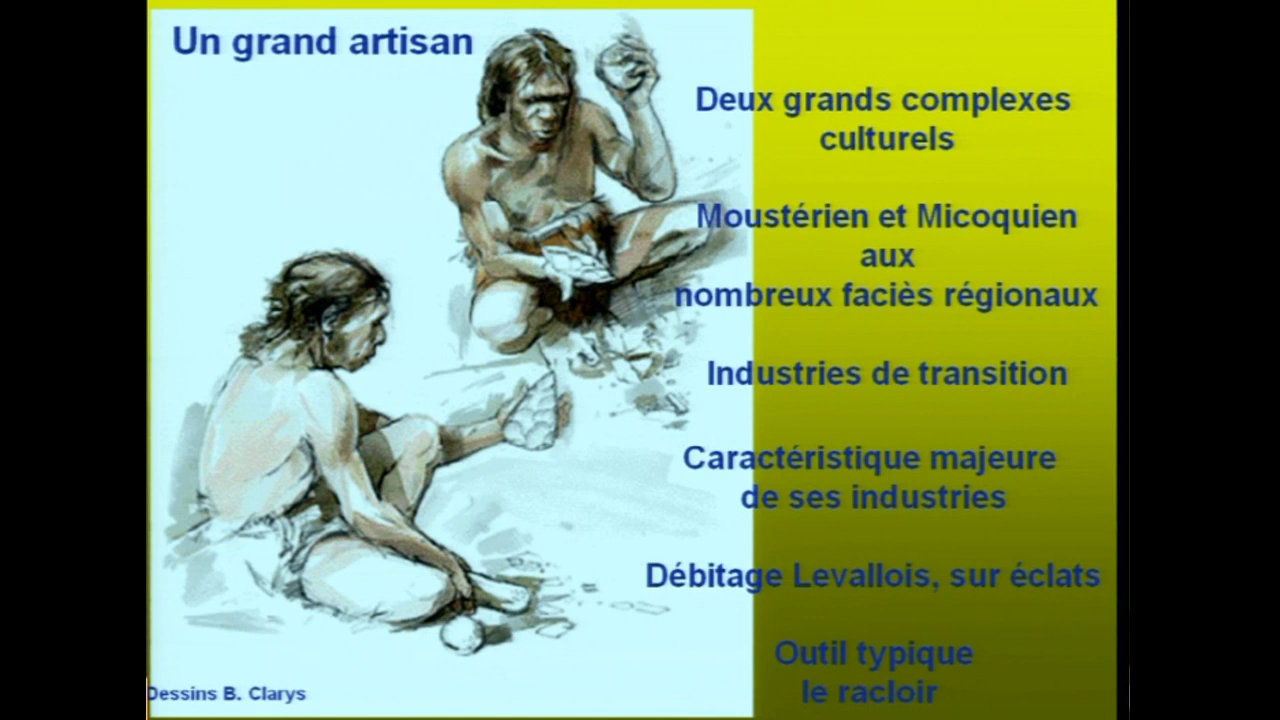 Un grand artisan
Deux grands complexes
culturels
Moustérien et Micoquien
aux
nombreux faciès régionaux
Industries de transition
Caractéristique majeure
de ses industries
Débitage Levallois, sur éclats
Outil typique
le racloir
Dessins B. Clarys